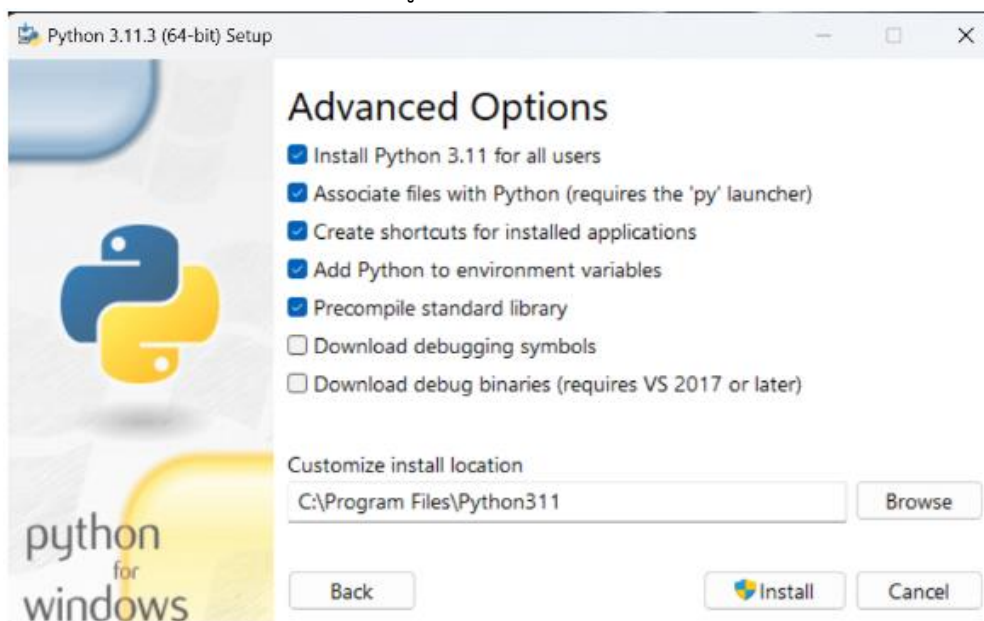 Python 3.11.3 (64-bit) Setup
Advanced Options
Install Python 3.11 for all users
Associate files with Python (requires the 'py' launcher)
Create shortcuts for installed applications
Add Python to environment variables
Precompile standard library
Download debugging symbols
Download debug binaries (requires VS 2017 or later)
Customize install location
C:\Program Files\Python311
Browse
python
for
windows
Back
Install
Cancel